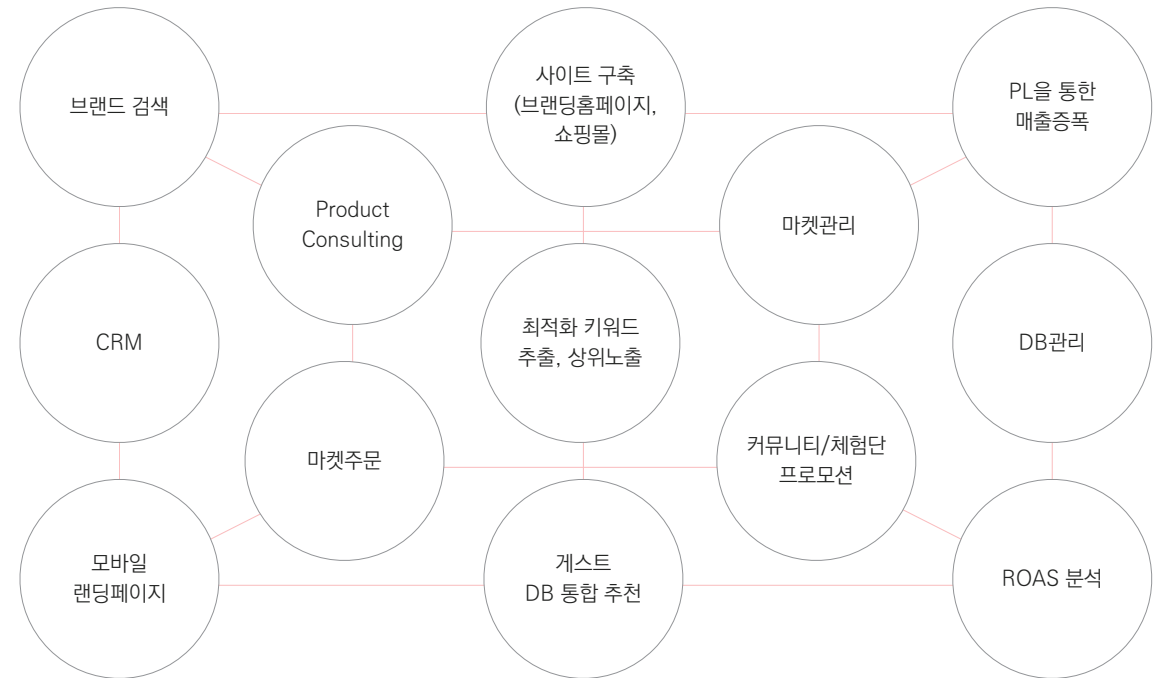 브랜드 검색
사이트 구축
(브랜딩홈페이지,
쇼핑몰)
PL을 통한
매출증폭
Product
Consulting
마켓관리
CRM
최적화 키워드
추출, 상위노출
DB관리
마켓주문
커뮤니티/체험단
프로모션
모바일
랜딩페이지
게스트
DB 통합 추천
ROAS 분석